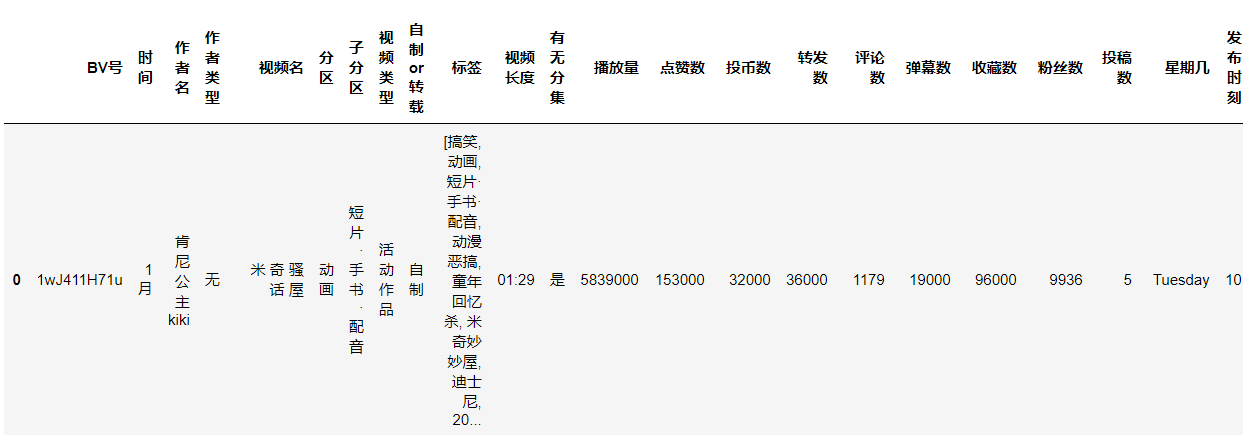 BV号 时间 作者名 作者类型 视频名 分区 子分区 视频类型 自制or转载 标签 视频长度 有无分集 播放量 点赞数 投币数 转发数 评论数 弹幕数 收藏数 粉丝数 投稿数 星期几 发布时刻
0 1wJ411H71u 1月 肯尼公主kiki 无 米 奇 骚 话 屋 动画 短片·手书·配音 活动作品 自制 [搞笑, 动画, 短片·手书·配音, 动漫恶搞, 童年回忆杀, 米奇妙妙屋, 迪士尼, 20... 01:29 是 5839000 153000 32000 36000 1179 19000 96000 9936 5 Tuesday 10